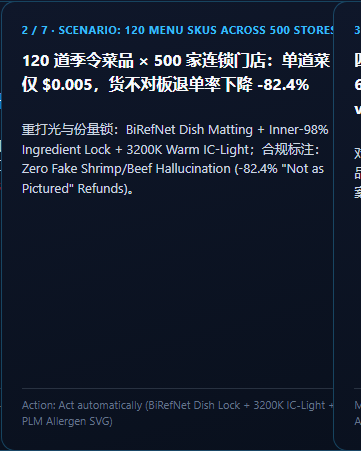 2 / 7 · SCENARIO: 120 MENU SKUS ACROSS 500 STORES
120 道季令菜品 × 500 家连锁门店：单道菜
仅 $0.005，货不对板退单率下降 -82.4%
重打光与份量锁：BiRefNet Dish Matting + Inner-98%
Ingredient Lock + 3200K Warm IC-Light；合规标注：
Zero Fake Shrimp/Beef Hallucination (-82.4% "Not as
Pictured" Refunds)。
Action: Act automatically (BiRefNet Dish Lock + 3200K IC-Light +
PLM Allergen SVG)